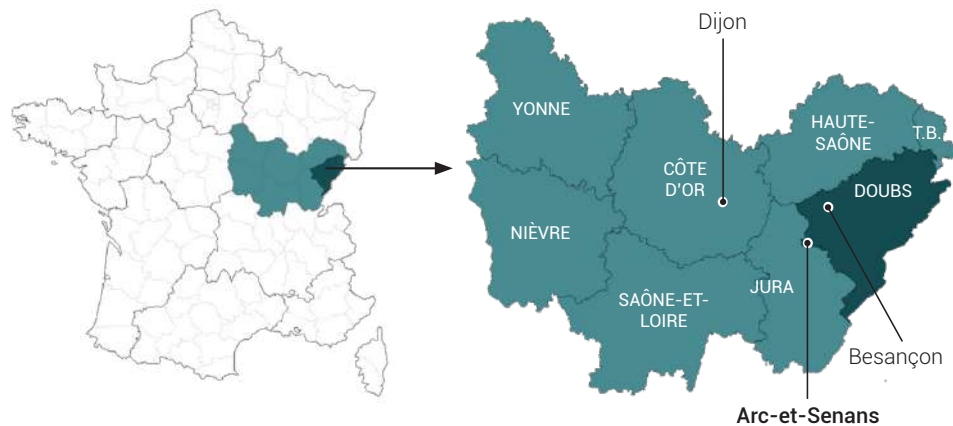 Dijon
YONNE
HAUTE-
SAÔNE
T.B.
CÔTE
D'OR
DOUBS
NIÈVRE
JURA
SAÔNE-ET-
LOIRE
Besançon
Arc-et-Senans